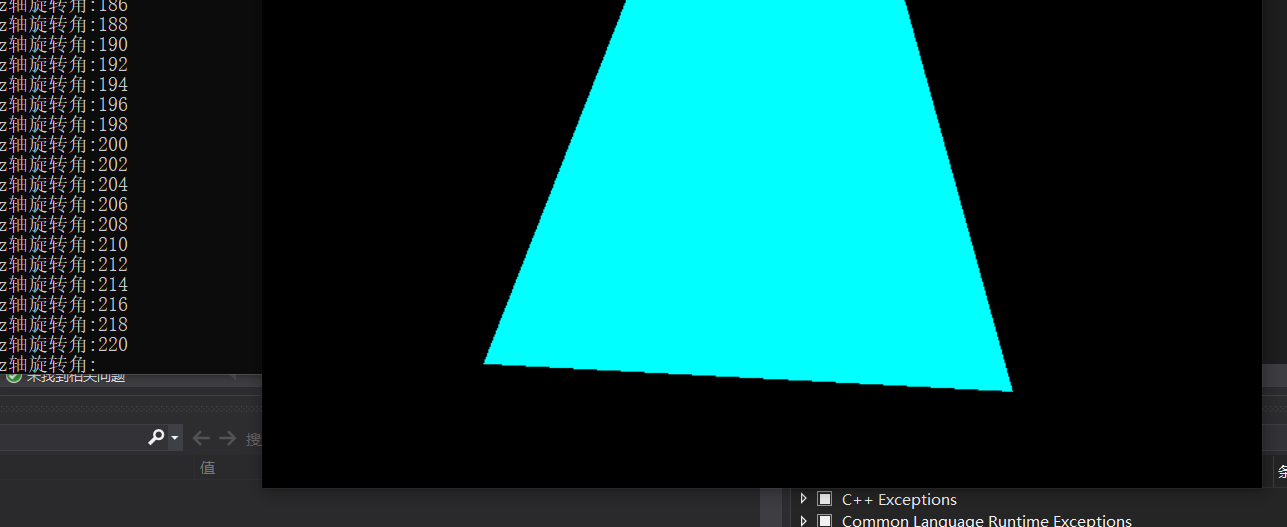 z轴旋转角:186
z轴旋转角:188
z轴旋转角:190
z轴旋转角:192
z轴旋转角:194
z轴旋转角:196
z轴旋转角:198
z轴旋转角:200
z轴旋转角:202
z轴旋转角:204
z轴旋转角:206
z轴旋转角:208
z轴旋转角:210
z轴旋转角:212
z轴旋转角:214
z轴旋转角:216
z轴旋转角:218
z轴旋转角:220
z轴旋转角:
未找到相关问题
搜
值
条
C++ Exceptions
Common Language Runtime Exceptions